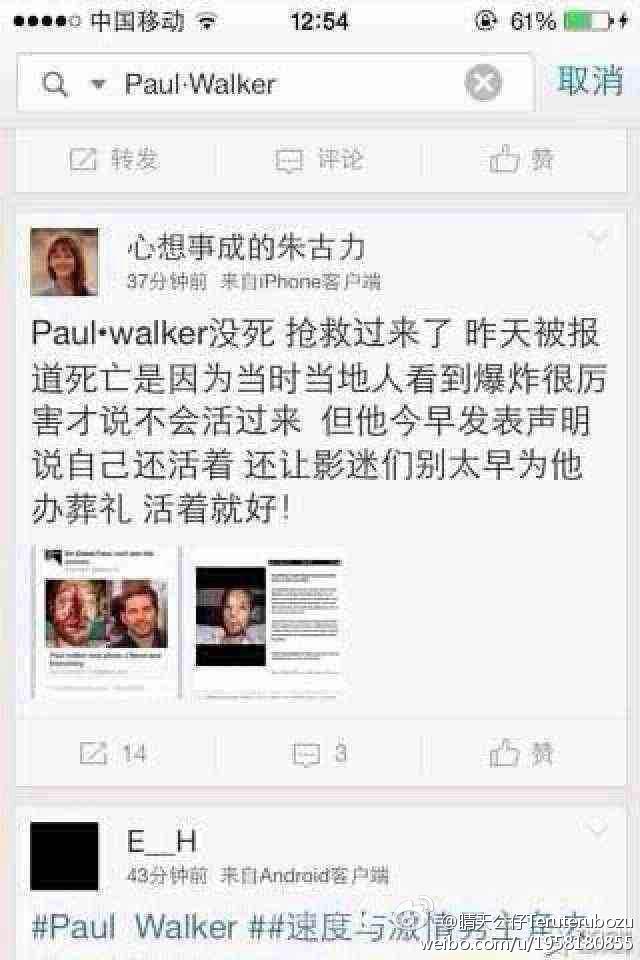 中国移动 12:54 61%
Paul·Walker 取消
转发 评论 赞
心想事成的朱古力
37分钟前 来自iPhone客户端
Paul•walker没死 抢救过来了 昨天被报
道死亡是因为当时当地人看到爆炸很厉
害才说不会活过来 但他今早发表声明
说自己还活着 还让影迷们别太早为他
办葬礼 活着就好!
14 3 赞
E__H
43分钟前 来自Android客户端
#Paul Walker ##速度与激情
@晴天公仔Teruterubozu
weibo.com/u/1958180855